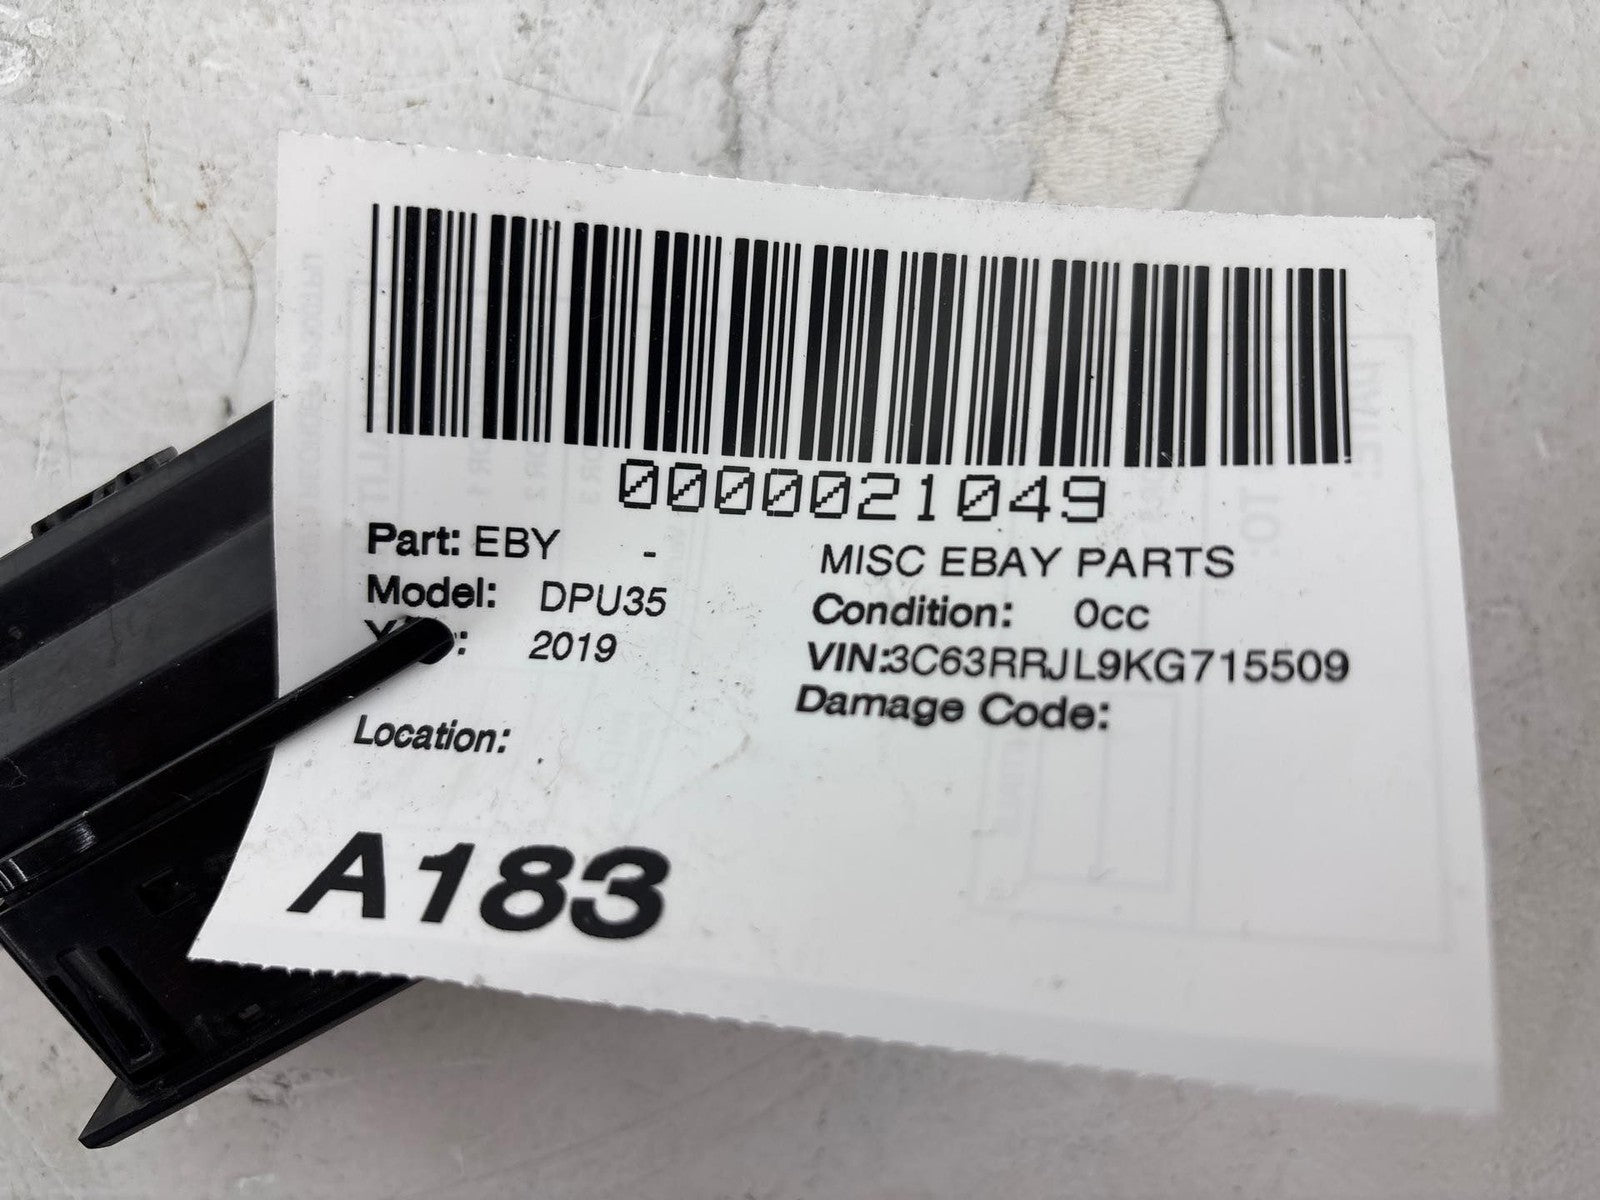 0000021049
Part: EBY - MISC EBAY PARTS
Model: DPU35 Condition: 0cc
2019 VIN:3C63RRJL9KG715509
Damage Code:
Location:
A183